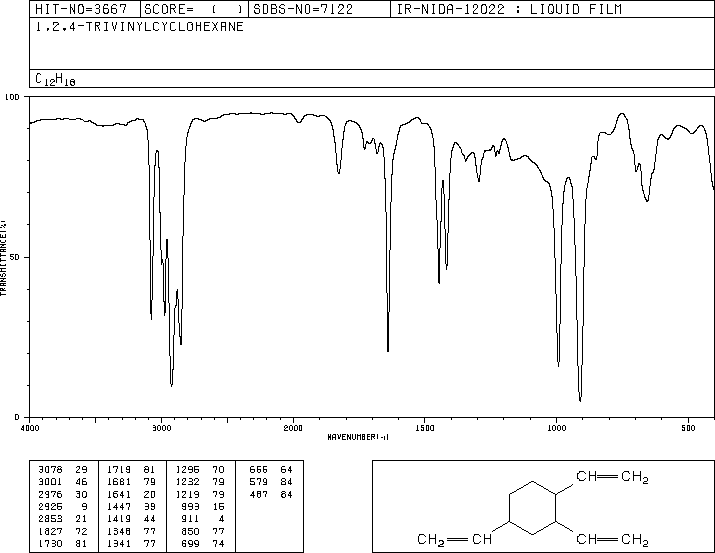 HIT-NO=3667 SCORE= ( ) SDBS-NO=7122 IR-NIDA-12022 : LIQUID FILM
1,2,4-TRIVINYLCYCLOHEXANE
C12H18
100
50
0
TRANSMITTANCE(%)
4000 3000 2000 1500 1000 500
WAVENUMBER(-1)
3078 29 1719 81 1296 70 666 64
3001 46 1681 79 1232 79 579 84
2976 30 1641 20 1219 79 487 84
2925 9 1447 39 993 15
2853 21 1419 44 911 4
1827 72 1348 77 850 77
1730 81 1341 77 699 74
CH=CH2
CH2=CH CH=CH2